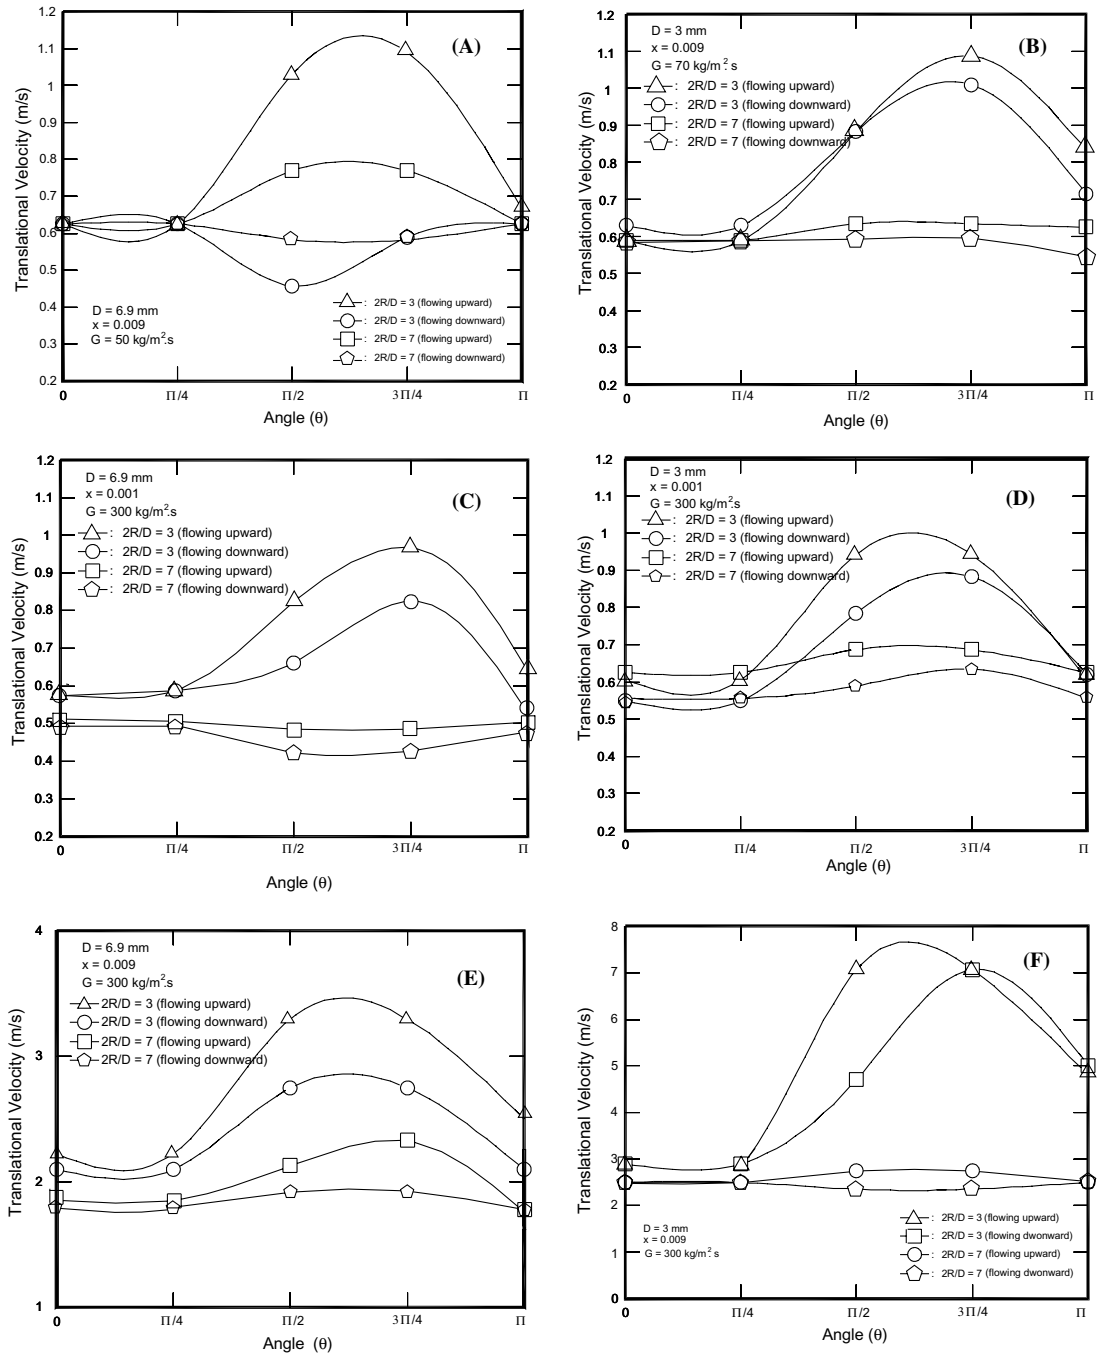 1.2
1.1
1
0.9
0.8
0.7
0.6
0.5
0.4
0.3
0.2
Translational Velocity (m/s)
(A)
D = 6.9 mm
x = 0.009
G = 50 kg/m².s
: 2R/D = 3 (flowing upward)
: 2R/D = 3 (flowing downward)
: 2R/D = 7 (flowing upward)
: 2R/D = 7 (flowing downward)
0 Π/4 Π/2 3Π/4 Π
Angle (θ)
1.2
1.1
1
0.9
0.8
0.7
0.6
0.5
0.4
0.3
0.2
Translational Velocity (m/s)
(B)
D = 3 mm
x = 0.009
G = 70 kg/m².s
: 2R/D = 3 (flowing upward)
: 2R/D = 3 (flowing downward)
: 2R/D = 7 (flowing upward)
: 2R/D = 7 (flowing downward)
0 Π/4 Π/2 3Π/4 Π
Angle (θ)
1.2
1.1
1
0.9
0.8
0.7
0.6
0.5
0.4
0.3
0.2
Translational Velocity (m/s)
(C)
D = 6.9 mm
x = 0.001
G = 300 kg/m².s
: 2R/D = 3 (flowing upward)
: 2R/D = 3 (flowing downward)
: 2R/D = 7 (flowing upward)
: 2R/D = 7 (flowing downward)
0 Π/4 Π/2 3Π/4 Π
Angle (θ)
1.2
1.1
1
0.9
0.8
0.7
0.6
0.5
0.4
0.3
0.2
Translational Velocity (m/s)
(D)
D = 3 mm
x = 0.001
G = 300 kg/m².s
: 2R/D = 3 (flowing upward)
: 2R/D = 3 (flowing downward)
: 2R/D = 7 (flowing upward)
: 2R/D = 7 (flowing downward)
0 Π/4 Π/2 3Π/4 Π
Angle (θ)
4
3
2
1
Translational Velocity (m/s)
(E)
D = 6.9 mm
x = 0.009
G = 300 kg/m².s
2R/D = 3 (flowing upward)
: 2R/D = 3 (flowing downward)
: 2R/D = 7 (flowing upward)
: 2R/D = 7 (flowing downward)
0 Π/4 Π/2 3Π/4 Π
Angle (θ)
8
7
6
5
4
3
2
1
0
Translational Velocity (m/s)
(F)
D = 3 mm
x = 0.009
G = 300 kg/m².s
: 2R/D = 3 (flowing upward)
: 2R/D = 3 (flowing dwonward)
: 2R/D = 7 (flowing upward)
: 2R/D = 7 (flowing dwonward)
0 Π/4 Π/2 3Π/4 Π
Angle (θ)